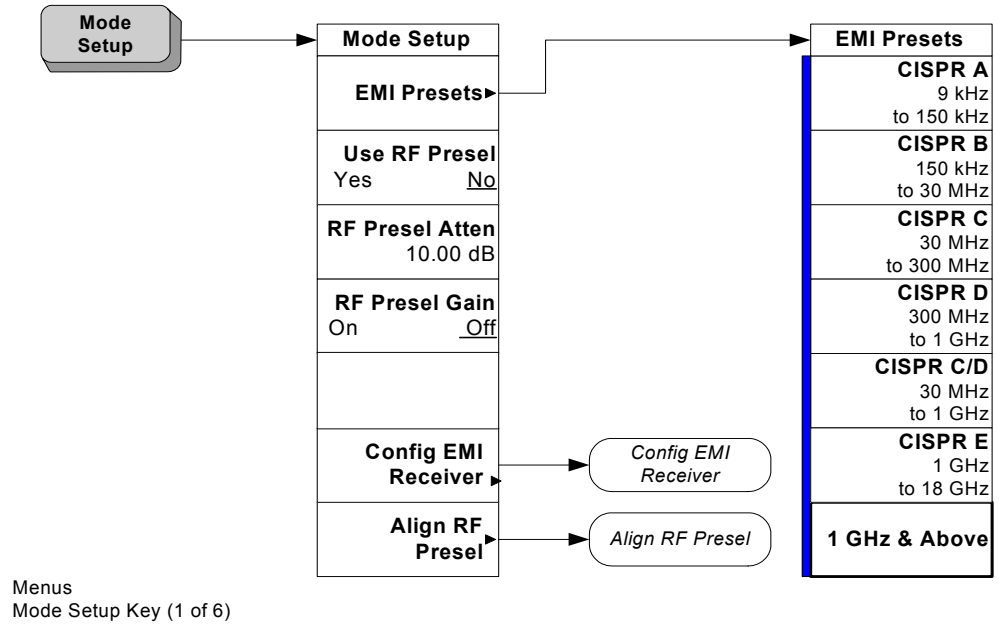 Mode
Setup
Mode Setup
EMI Presets
Use RF Presel
Yes No
RF Presel Atten
10.00 dB
RF Presel Gain
On Off
Config EMI
Receiver
Align RF
Presel
Config EMI
Receiver
Align RF Presel
EMI Presets
CISPR A
9 kHz
to 150 kHz
CISPR B
150 kHz
to 30 MHz
CISPR C
30 MHz
to 300 MHz
CISPR D
300 MHz
to 1 GHz
CISPR C/D
30 MHz
to 1 GHz
CISPR E
1 GHz
to 18 GHz
1 GHz & Above
Menus
Mode Setup Key (1 of 6)